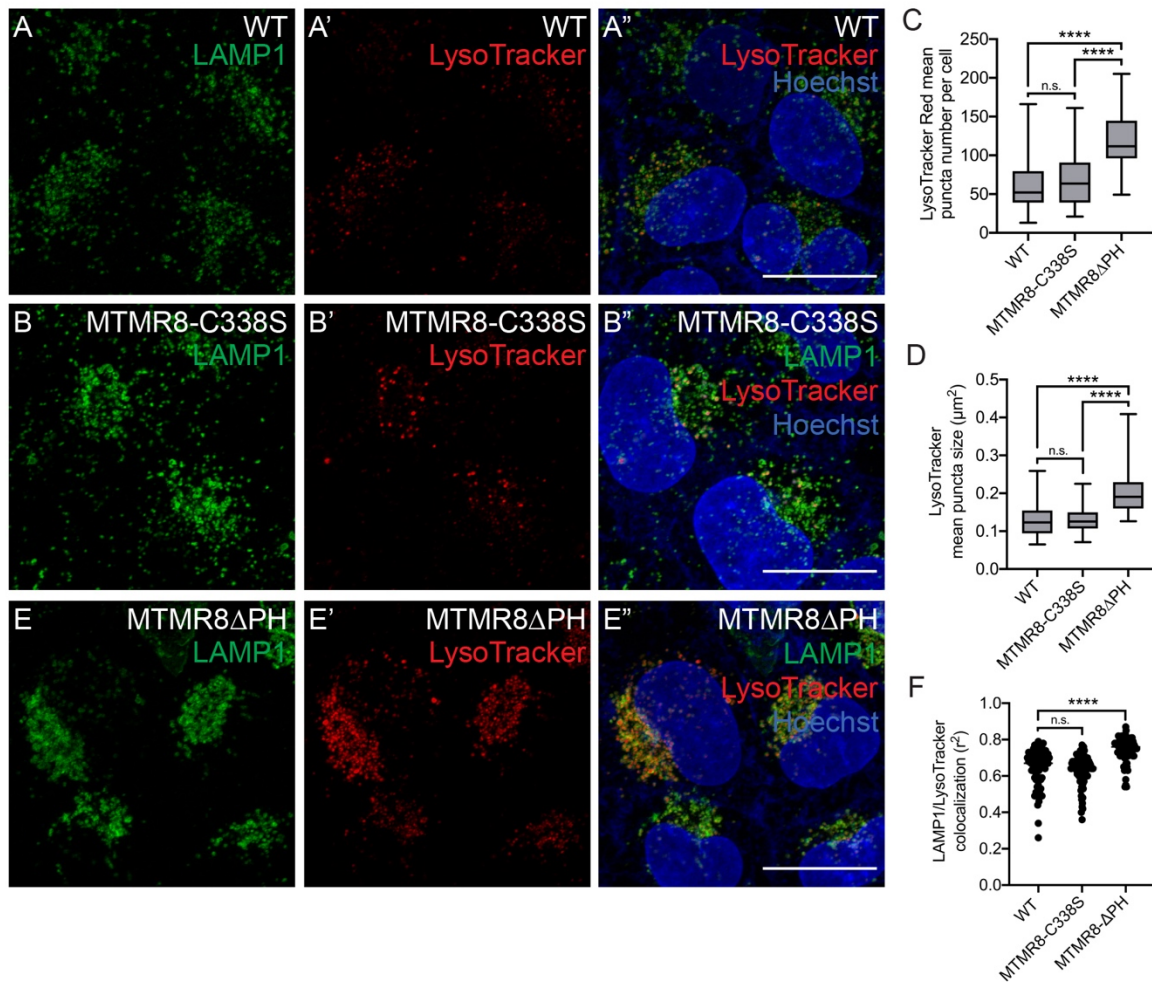 A
WT
LAMP1
A'
LysoTracker
A"
WT
LysoTracker
Hoechst
B
MTMR8-C338S
LAMP1
B'
LysoTracker
B"
MTMR8-C338S
LAMP1
LysoTracker
Hoechst
E
MTMR8ΔPH
LAMP1
E'
LysoTracker
E"
MTMR8ΔPH
LAMP1
LysoTracker
Hoechst
C
LysoTracker Red mean
puncta number per cell
250
200
150
100
50
0
****
****
n.s.
WT
MTMR8-C338S
MTMR8ΔPH
D
LysoTracker
mean puncta size (µm²)
0.5
0.4
0.3
0.2
0.1
0.0
****
****
n.s.
WT
MTMR8-C338S
MTMR8ΔPH
F
LAMP1/LysoTracker
colocalization (r²)
1.0
0.8
0.6
0.4
0.2
0.0
****
n.s.
WT
MTMR8-C338S
MTMR8-ΔPH